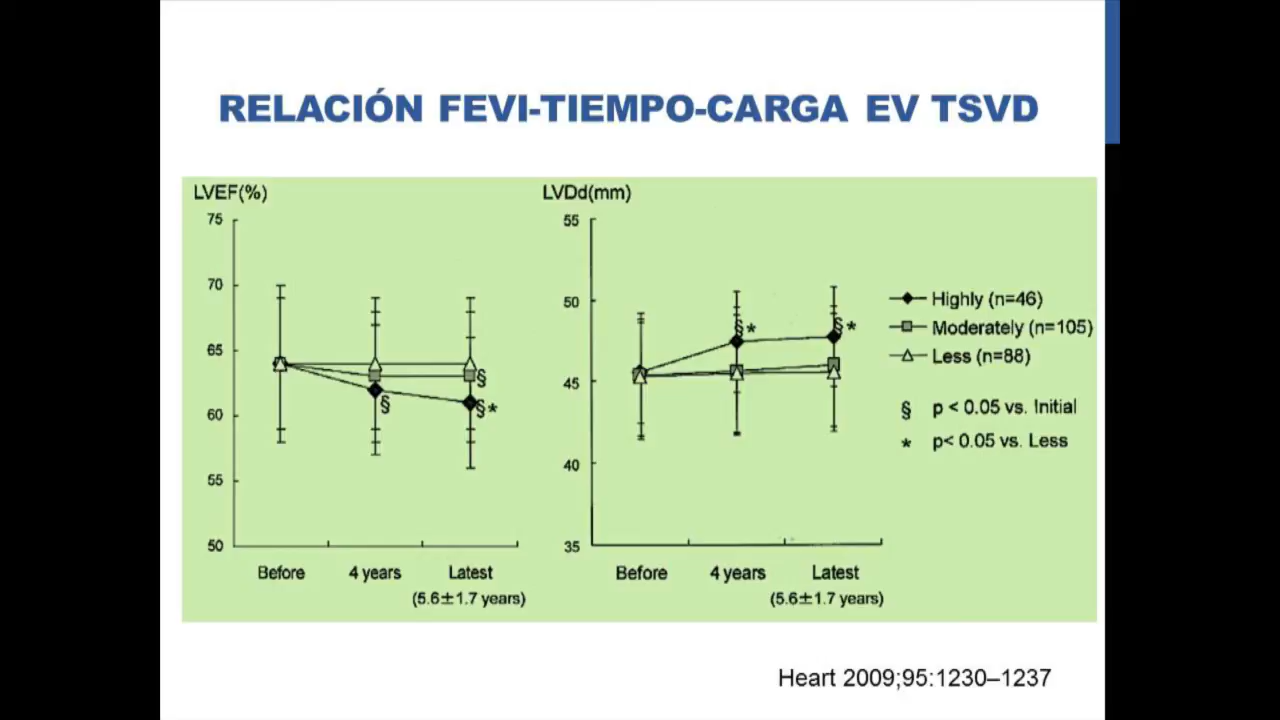 RELACIÓN FEVI-TIEMPO-CARGA EV TSVD
LVEF(%)
75
70
65
60
55
50
§
§
§*
Before
4 years
Latest
(5.6±1.7 years)
LVDd(mm)
55
50
45
40
35
§*
§*
Before
4 years
Latest
(5.6±1.7 years)
Highly (n=46)
Moderately (n=105)
Less (n=88)
§ p < 0.05 vs. Initial
* p< 0.05 vs. Less
Heart 2009;95:1230–1237